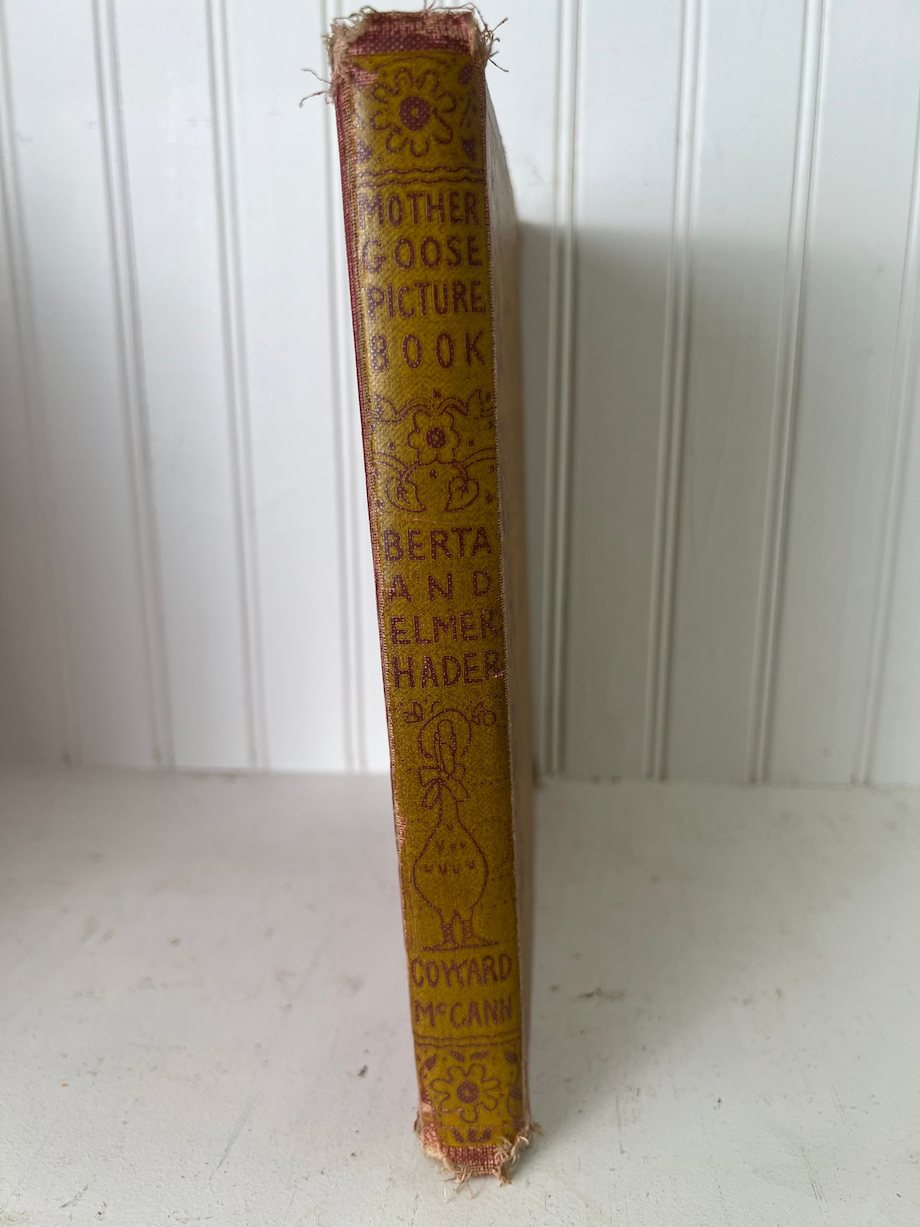 MOTHER
GOOSE
PICTURE
BOOK
BERTA
AND
ELMER
HADER
COWARD
McCANN